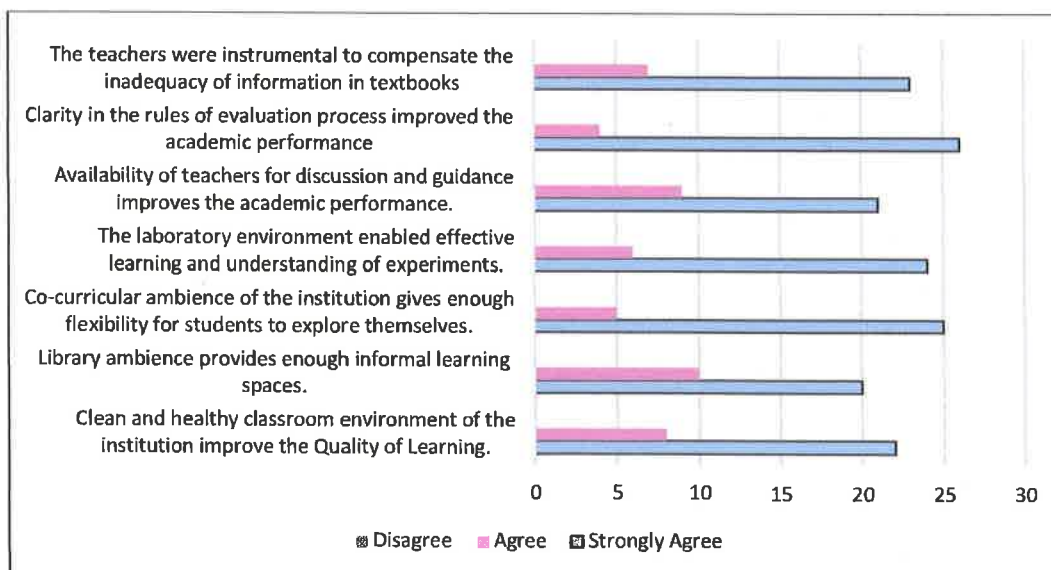 The teachers were instrumental to compensate the
inadequacy of information in textbooks
Clarity in the rules of evaluation process improved the
academic performance
Availability of teachers for discussion and guidance
improves the academic performance.
The laboratory environment enabled effective
learning and understanding of experiments.
Co-curricular ambience of the institution gives enough
flexibility for students to explore themselves.
Library ambience provides enough informal learning
spaces.
Clean and healthy classroom environment of the
institution improve the Quality of Learning.
0 5 10 15 20 25 30
Disagree Agree Strongly Agree